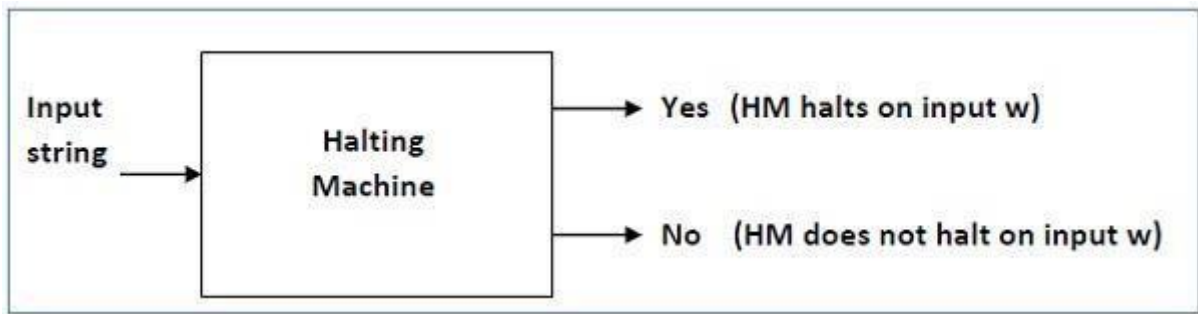 Input
string
Halting
Machine
Yes (HM halts on input w)
No (HM does not halt on input w)